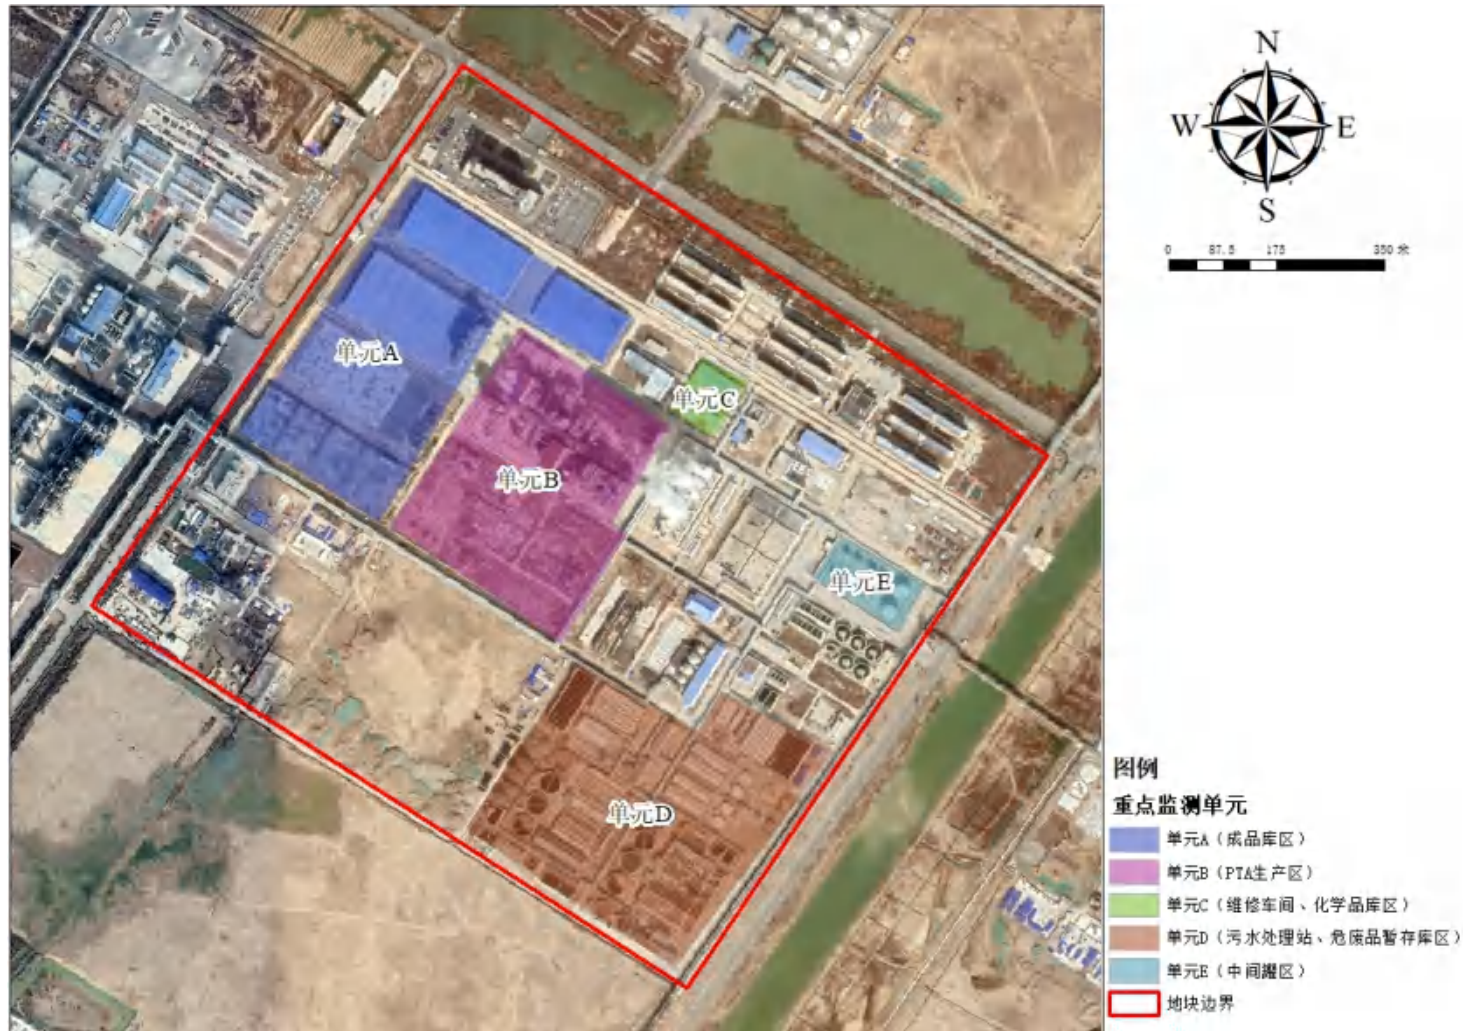 N
W E
S
0 87.5 175 350 米
单元A
单元C
单元B
单元E
单元D
图例
重点监测单元
单元A（成品库区）
单元B（PTA生产区）
单元C（维修车间、化学品库区）
单元D（污水处理站、危废品暂存库区）
单元E（中间罐区）
地块边界